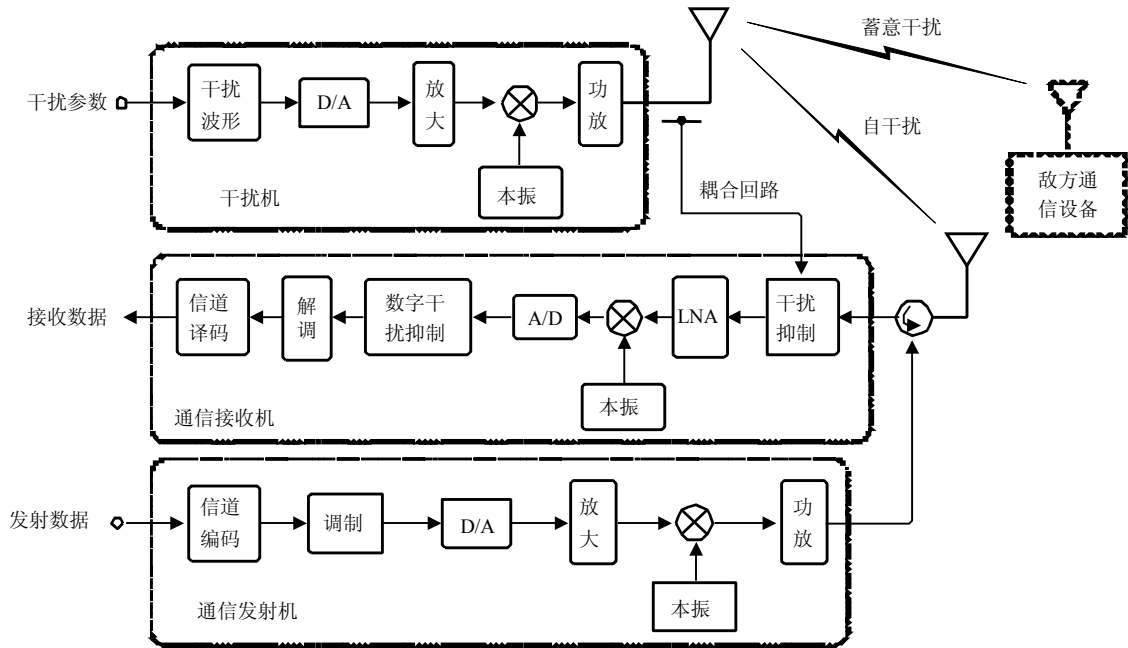 蓄意干扰
干扰参数
干扰
波形
D/A
放
大
功
放
本振
干扰机
自干扰
耦合回路
敌方通
信设备
接收数据
信道
译码
解
调
数字干
扰抑制
A/D
LNA
干扰
抑制
本振
通信接收机
发射数据
信道
编码
调制
D/A
放
大
功
放
本振
通信发射机